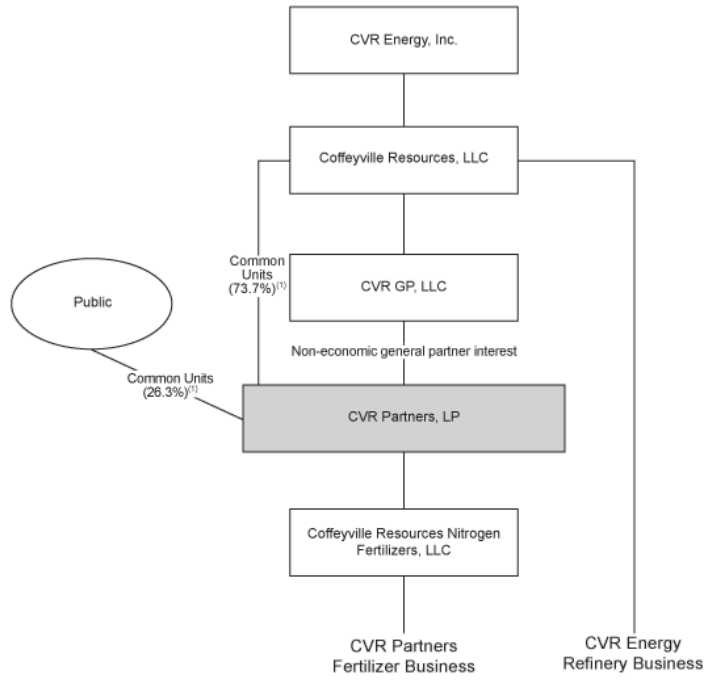 CVR Energy, Inc.
Coffeyville Resources, LLC
Common
Units
(73.7%)(1)
CVR GP, LLC
Public
Non-economic general partner interest
Common Units
(26.3%)(1)
CVR Partners, LP
Coffeyville Resources Nitrogen
Fertilizers, LLC
CVR Partners
Fertilizer Business
CVR Energy
Refinery Business